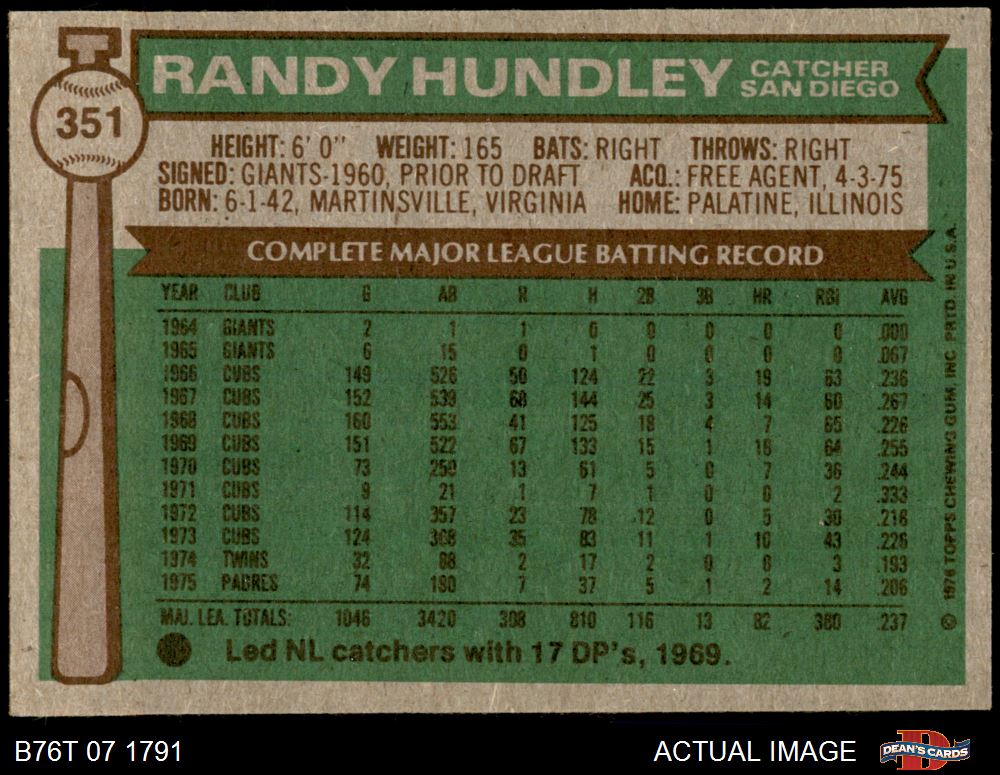 351
RANDY HUNDLEY CATCHER SAN DIEGO
HEIGHT: 6' 0" WEIGHT: 165 BATS: RIGHT THROWS: RIGHT
SIGNED: GIANTS-1960, PRIOR TO DRAFT ACQ.: FREE AGENT, 4-3-75
BORN: 6-1-42, MARTINSVILLE, VIRGINIA HOME: PALATINE, ILLINOIS
COMPLETE MAJOR LEAGUE BATTING RECORD
YEAR CLUB G AB R H 2B 3B HR RBI AVG
1964 GIANTS 2 1 1 0 0 0 0 0 .000
1965 GIANTS 6 15 0 1 0 0 0 0 .067
1966 CUBS 149 526 50 124 22 3 19 63 .236
1967 CUBS 152 539 68 144 25 3 14 60 .267
1968 CUBS 160 553 41 125 18 4 7 65 .226
1969 CUBS 151 522 67 133 15 1 18 64 .255
1970 CUBS 73 250 13 61 5 0 7 36 .244
1971 CUBS 9 21 1 7 1 0 0 2 .333
1972 CUBS 114 357 23 78 12 0 5 30 .218
1973 CUBS 124 368 35 83 11 1 10 43 .226
1974 TWINS 32 88 2 17 2 0 0 3 .193
1975 PADRES 74 180 7 37 5 1 2 14 .206
MAJ. LEA. TOTALS: 1046 3420 308 810 116 13 82 380 .237
Led NL catchers with 17 DP's, 1969.
© 1976 TOPPS CHEWING GUM, INC. PRTD. IN U.S.A.
B76T 07 1791
ACTUAL IMAGE
DEAN'S CARDS